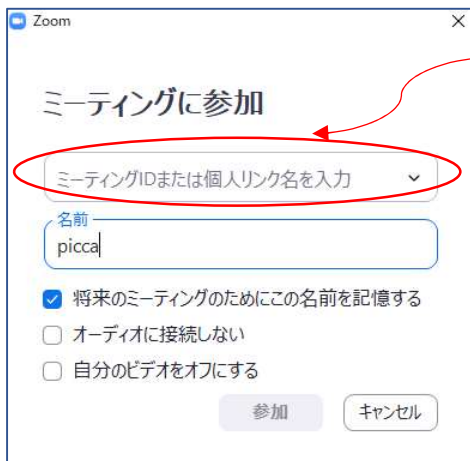 Zoom
ミーティングに参加
ミーティングIDまたは個人リンク名を入力
名前
picca
将来のミーティングのためにこの名前を記憶する
オーディオに接続しない
自分のビデオをオフにする
参加 キャンセル